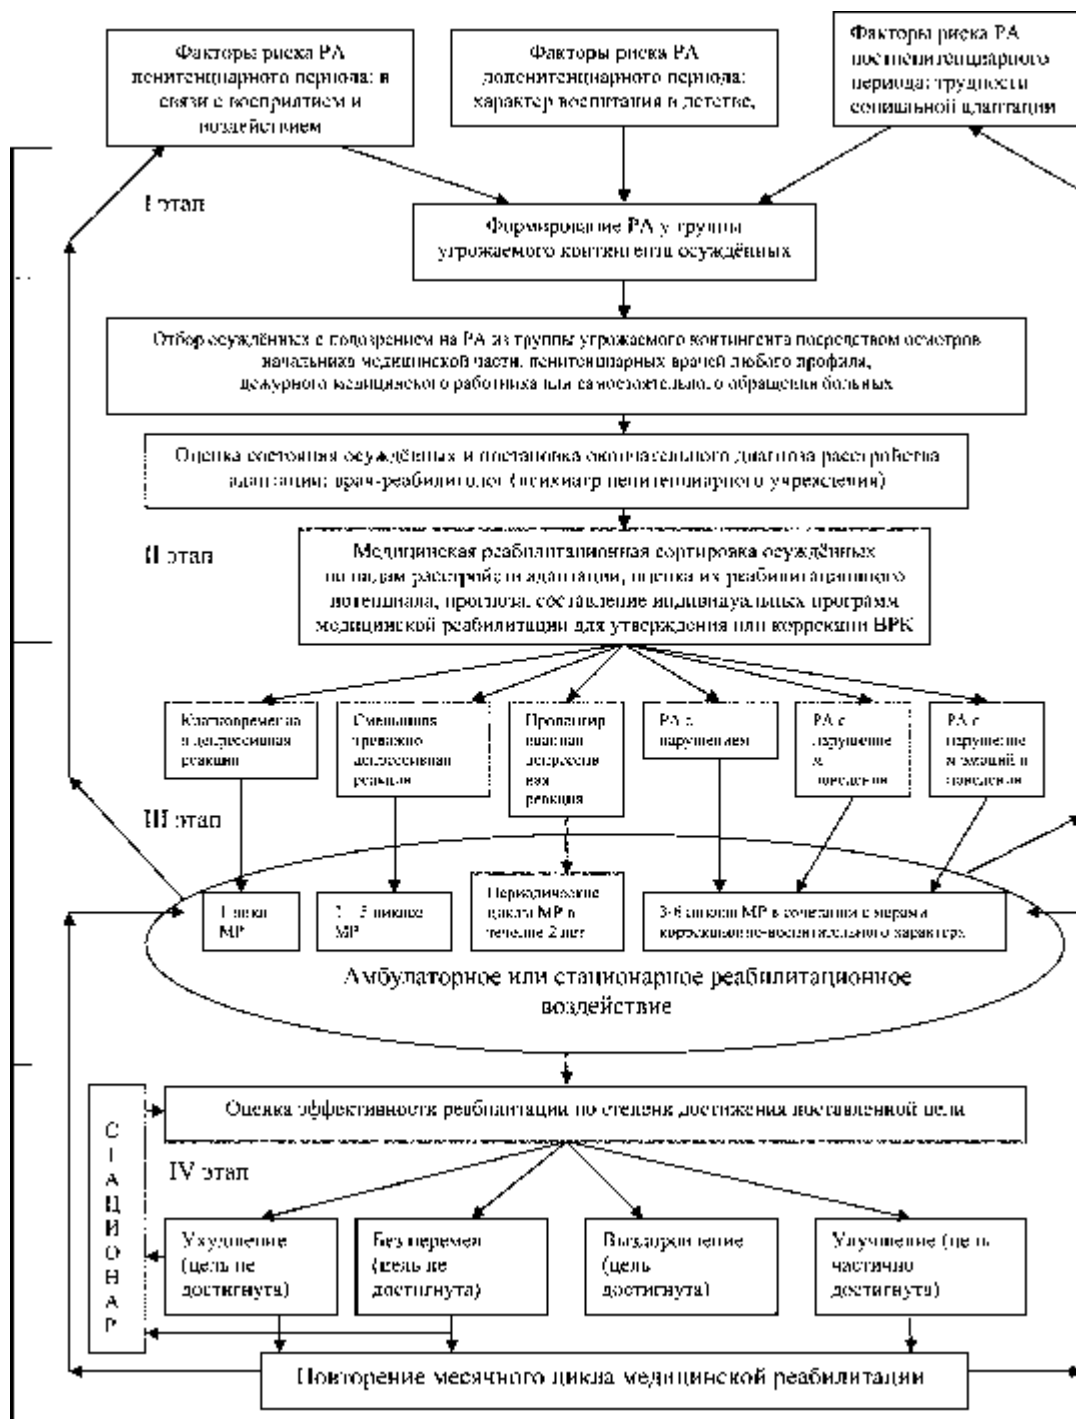 Факторы риска РА
пенитенциарного периода: в
связи с восприятием и
воздействием
Факторы риска РА
допенитенциарного периода:
характер воспитания в детстве,
Факторы риска РА
постпенитенциарного
периода: трудности
социальной адаптации
I этап
Формирование РА у группы
угрожаемого контингента осуждённых
Отбор осуждённых с подозрением на РА из группы угрожаемого контингента посредством осмотров
начальника медицинской части, пенитенциарных врачей любого профиля,
дежурного медицинского работника или самостоятельного обращения больных
Оценка состояния осуждённых и постановка окончательного диагноза расстройства
адаптации: врач-реабилитолог (психиатр пенитенциарного учреждения)
II этап
Медицинская реабилитационная сортировка осуждённых
по видам расстройств адаптации, оценка их реабилитационного
потенциала, прогноза, составление индивидуальных программ
медицинской реабилитации для утверждения или коррекции ВРК
Кратковременна
я депрессивная
реакция
Смешанная
тревожно
депрессивная
реакция
Пролонгир
ванная
депрессив
ная
реакция
РА с
нарушением
РА с
нарушение
м
поведения
РА с
нарушение
м эмоций и
поведения
III этап
1 цикл
МР
2 – 5 циклов
МР
Периодические
цикла МР в
течение 2 лет
3-6 циклов МР в сочетании с мерами
коррекционно-воспитательного характера
Амбулаторное или стационарное реабилитационное
воздействие
Оценка эффективности реабилитации по степени достижения поставленной цели
С
Т
А
Ц
И
О
Н
А
Р
IV этап
Ухудшение
(цель не
достигнута)
Без перемен
(цель не
достигнута)
Выздоровление
(цель
достигнута)
Улучшение (цель
частично
достигнута)
Повторение месячного цикла медицинской реабилитации